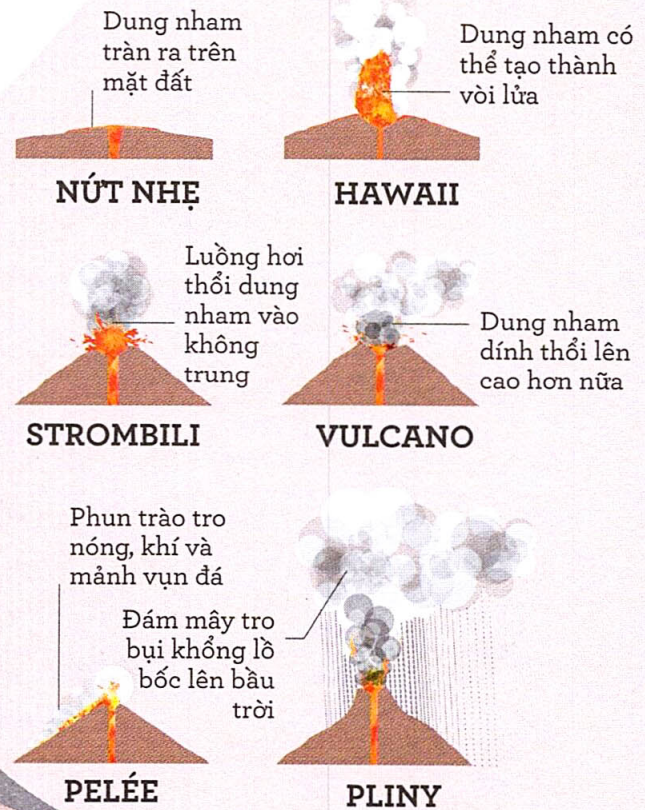 Dung nham
tràn ra trên
mặt đất
NỨT NHẸ
Dung nham có
thể tạo thành
vòi lửa
HAWAII
Luồng hơi
thổi dung
nham vào
không
trung
STROMBILI
Dung nham
dính thổi lên
cao hơn nữa
VULCANO
Phun trào tro
nóng, khí và
mảnh vụn đá
PELÉE
Đám mây tro
bụi khổng lồ
bốc lên bầu
trời
PLINY